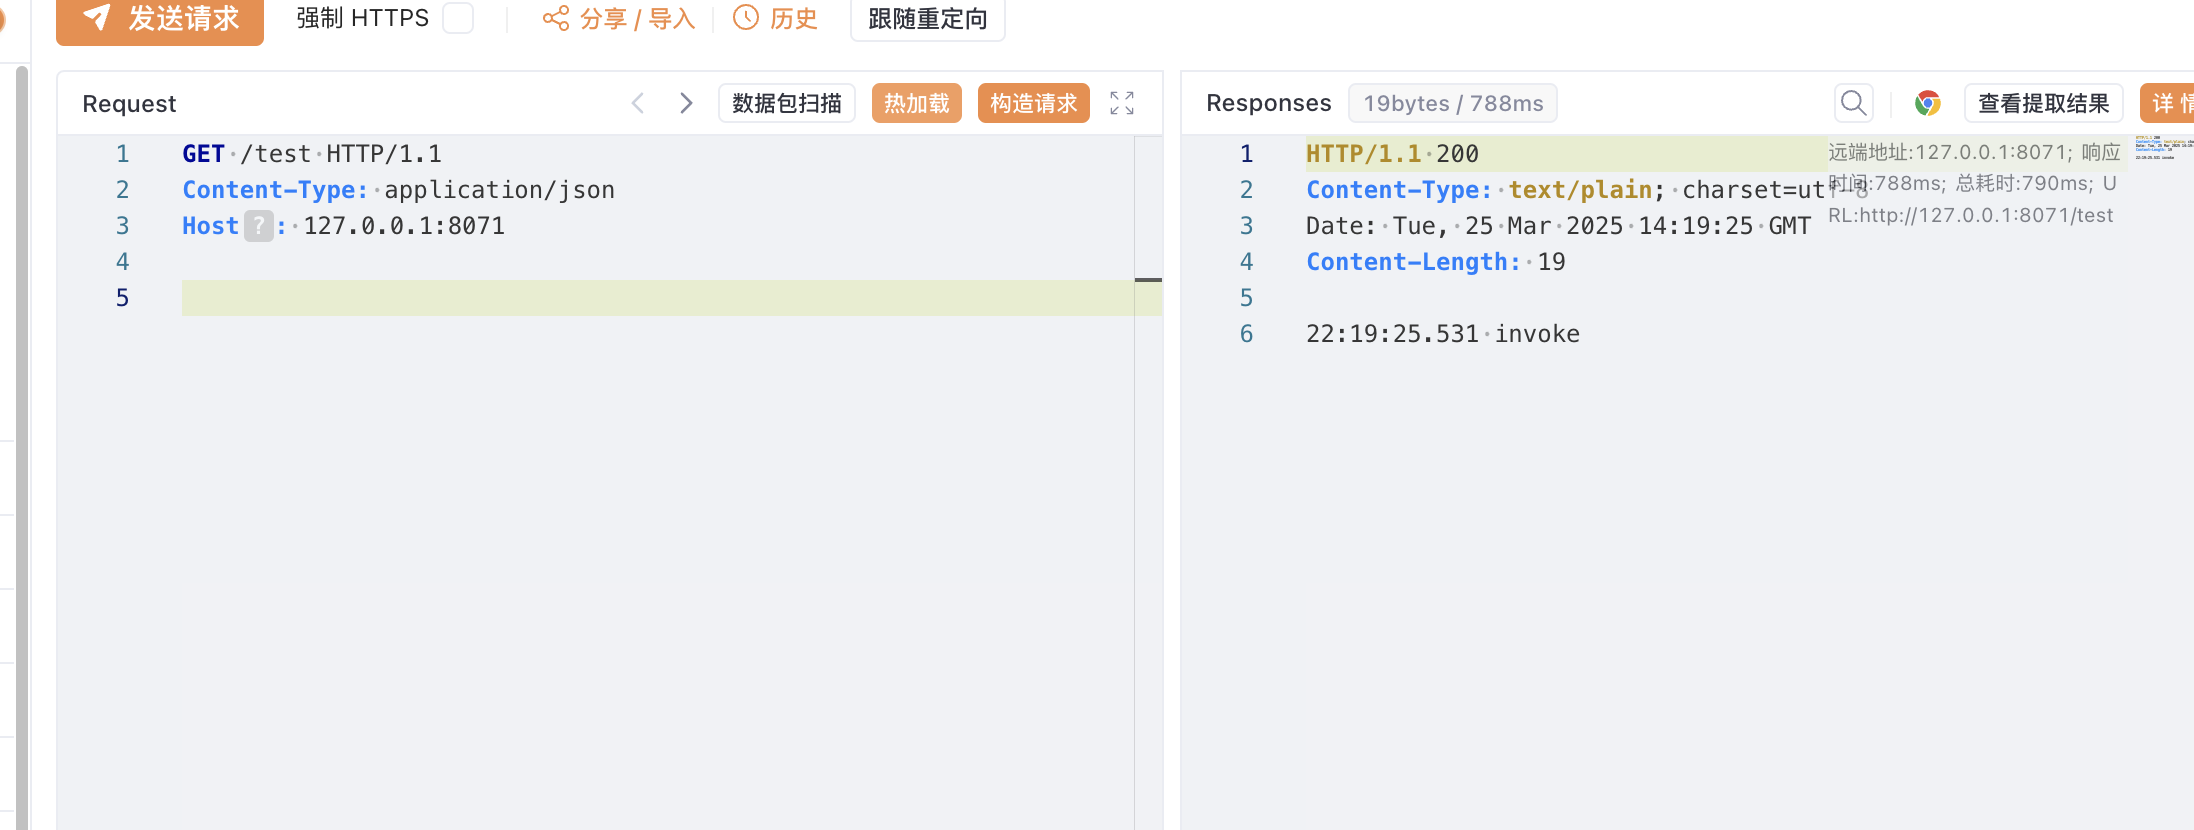 发送请求 强制 HTTPS 分享 / 导入 历史 跟随重定向
Request 数据包扫描 热加载 构造请求
1 GET /test HTTP/1.1
2 Content-Type: application/json
3 Host ? : 127.0.0.1:8071
4
5
Responses 19bytes / 788ms 查看提取结果 详情
1 HTTP/1.1 200
2 Content-Type: text/plain; charset=utf-8
3 Date: Tue, 25 Mar 2025 14:19:25 GMT
4 Content-Length: 19
5
6 22:19:25.531 invoke
远端地址:127.0.0.1:8071; 响应
时间:788ms; 总耗时:790ms; U
RL:http://127.0.0.1:8071/test